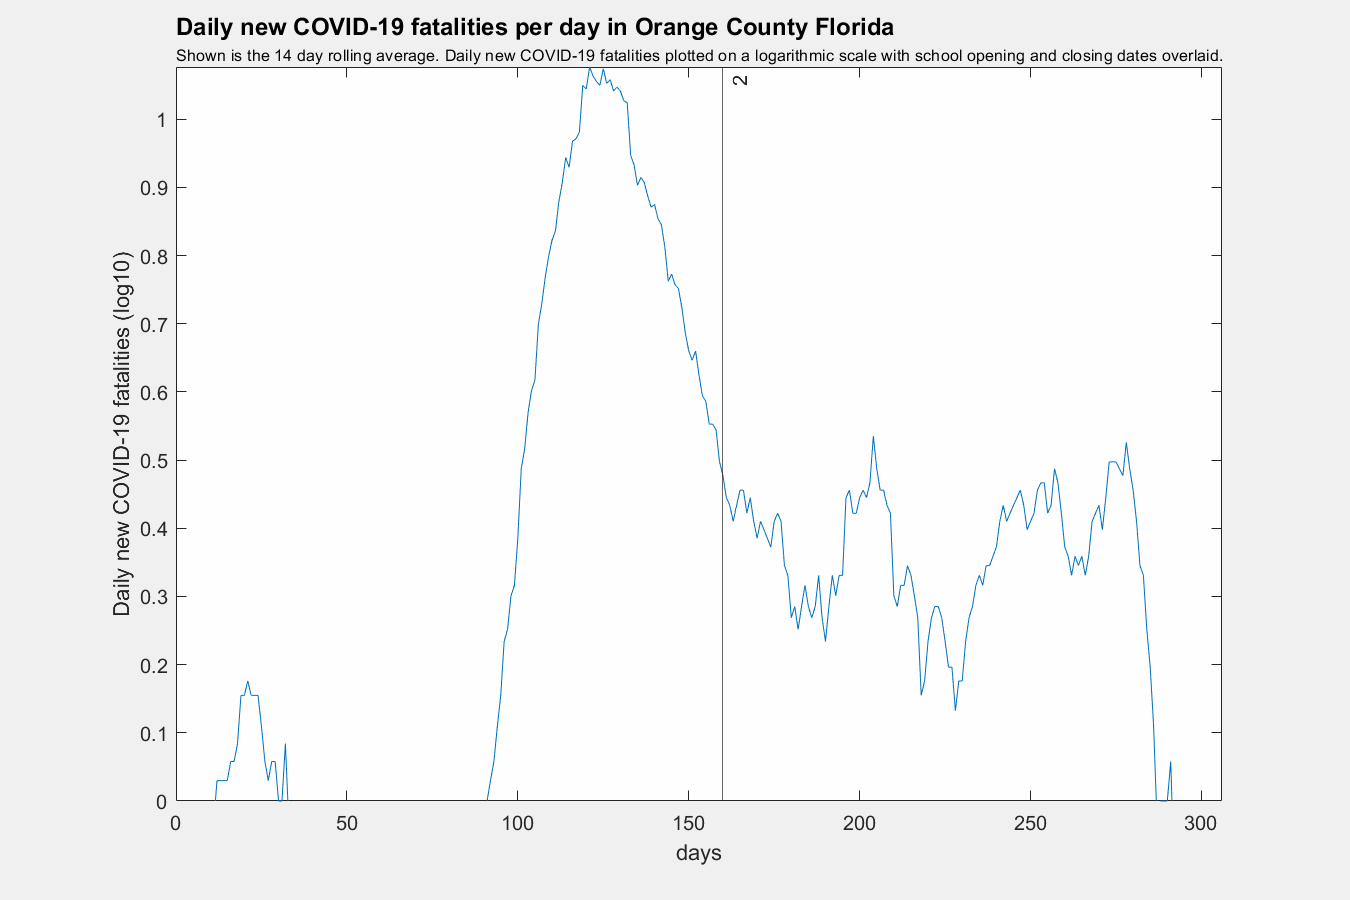 Daily new COVID-19 fatalities per day in Orange County Florida
Shown is the 14 day rolling average. Daily new COVID-19 fatalities plotted on a logarithmic scale with school opening and closing dates overlaid.
2
1
0.9
0.8
0.7
0.6
0.5
0.4
0.3
0.2
0.1
0
Daily new COVID-19 fatalities (log10)
0 50 100 150 200 250 300
days